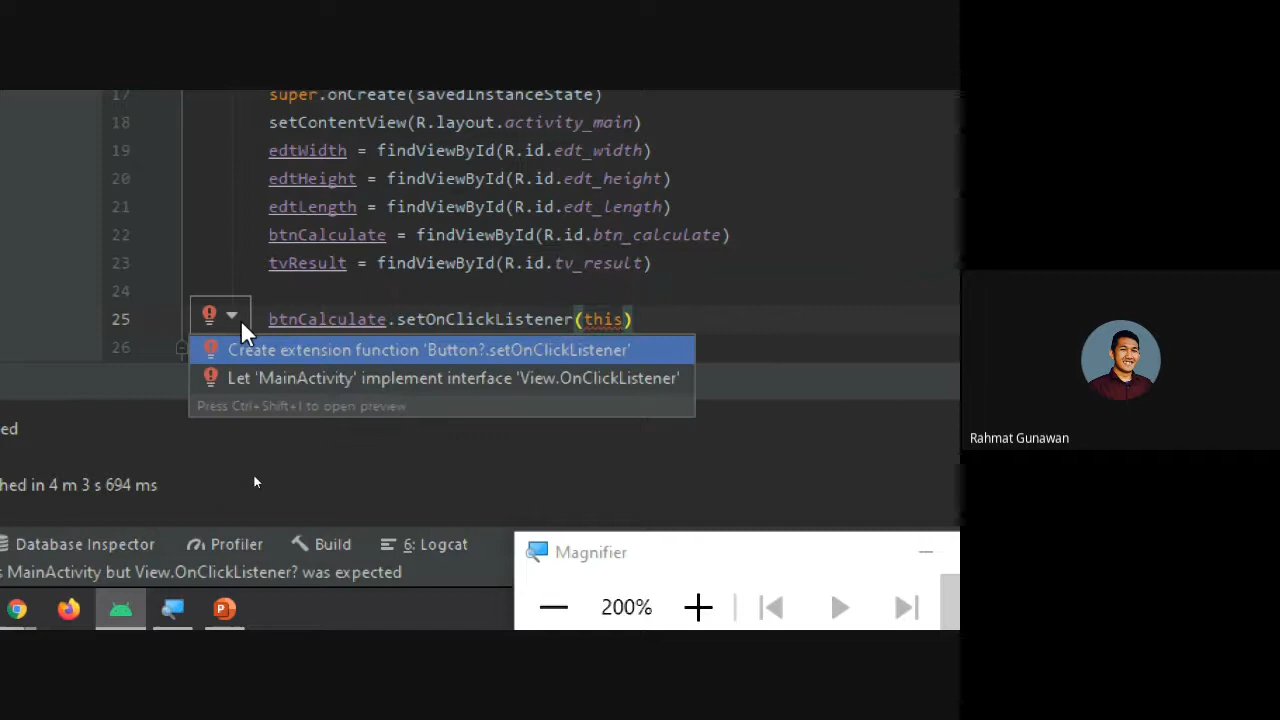 17 super.onCreate(savedInstanceState)
18 setContentView(R.layout.activity_main)
19 edtWidth = findViewById(R.id.edt_width)
20 edtHeight = findViewById(R.id.edt_height)
21 edtLength = findViewById(R.id.edt_length)
22 btnCalculate = findViewById(R.id.btn_calculate)
23 tvResult = findViewById(R.id.tv_result)
24
25 btnCalculate.setOnClickListener(this)
26
Create extension function 'Button?.setOnClickListener'
Let 'MainActivity' implement interface 'View.OnClickListener'
Press Ctrl+Shift+I to open preview
ed
hed in 4 m 3 s 694 ms
Database Inspector Profiler Build 6: Logcat
s MainActivity but View.OnClickListener? was expected
Magnifier
200%
Rahmat Gunawan